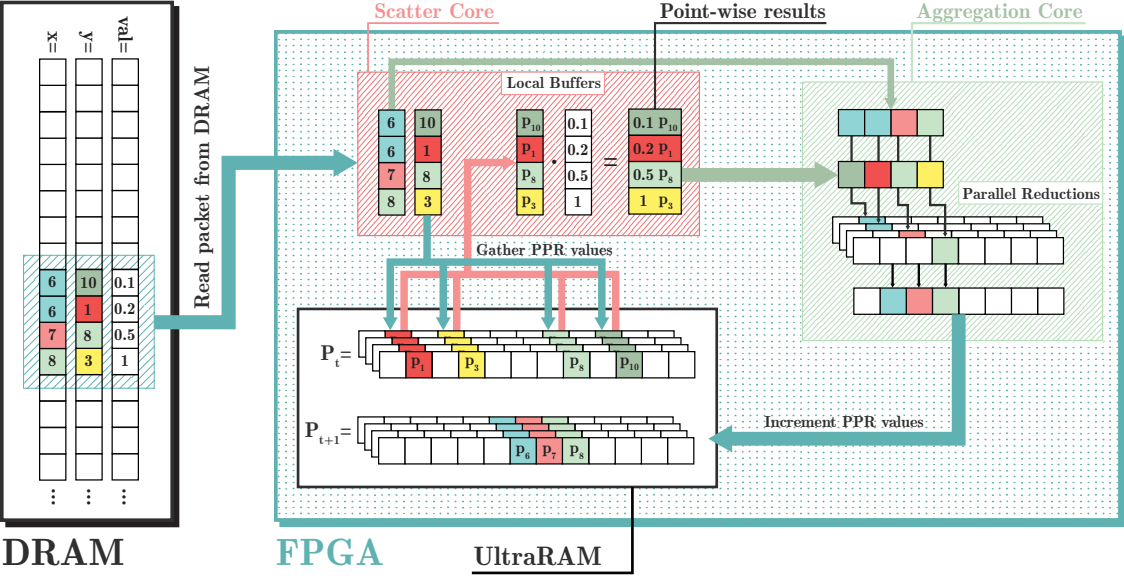 Scatter Core
Point-wise results
Aggregation Core
x=
y=
val=
Local Buffers
6 10 p10 0.1 0.1 p10
6 1 p1 0.2 0.2 p1
7 8 p8 0.5 0.5 p8
8 3 p3 1 1 p3
· =
Read packet from DRAM
Parallel Reductions
Gather PPR values
6 10 0.1
6 1 0.2
7 8 0.5
8 3 1
Pt=
p1 p3 p8 p10
Pt+1=
p6 p7 p8
Increment PPR values
... ... ...
DRAM
FPGA
UltraRAM